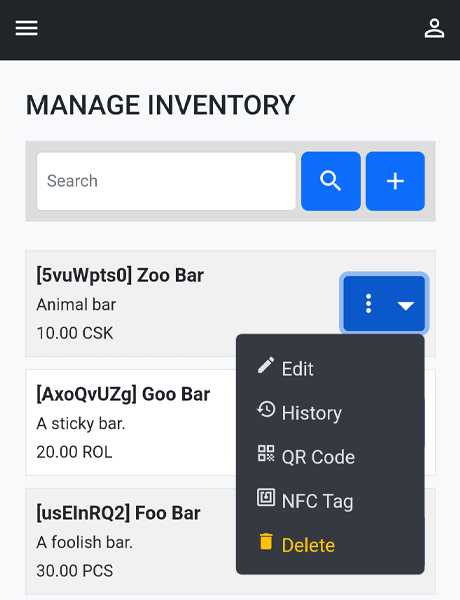 MANAGE INVENTORY
Search
[5vuWpts0] Zoo Bar
Animal bar
10.00 CSK
Edit
History
QR Code
NFC Tag
Delete
[AxoQvUZg] Goo Bar
A sticky bar.
20.00 ROL
[usEInRQ2] Foo Bar
A foolish bar.
30.00 PCS